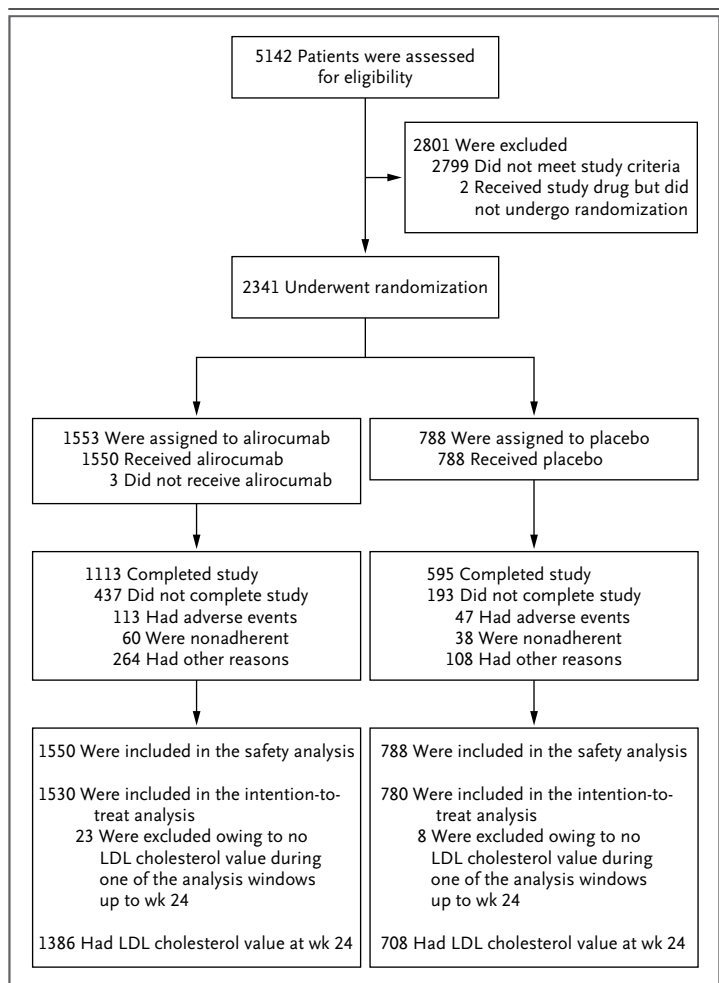 5142 Patients were assessed
for eligibility
2801 Were excluded
2799 Did not meet study criteria
2 Received study drug but did
not undergo randomization
2341 Underwent randomization
1553 Were assigned to alirocumab
1550 Received alirocumab
3 Did not receive alirocumab
788 Were assigned to placebo
788 Received placebo
1113 Completed study
437 Did not complete study
113 Had adverse events
60 Were nonadherent
264 Had other reasons
595 Completed study
193 Did not complete study
47 Had adverse events
38 Were nonadherent
108 Had other reasons
1550 Were included in the safety analysis
1530 Were included in the intention-to-
treat analysis
23 Were excluded owing to no
LDL cholesterol value during
one of the analysis windows
up to wk 24
1386 Had LDL cholesterol value at wk 24
788 Were included in the safety analysis
780 Were included in the intention-to-
treat analysis
8 Were excluded owing to no
LDL cholesterol value during
one of the analysis windows
up to wk 24
708 Had LDL cholesterol value at wk 24